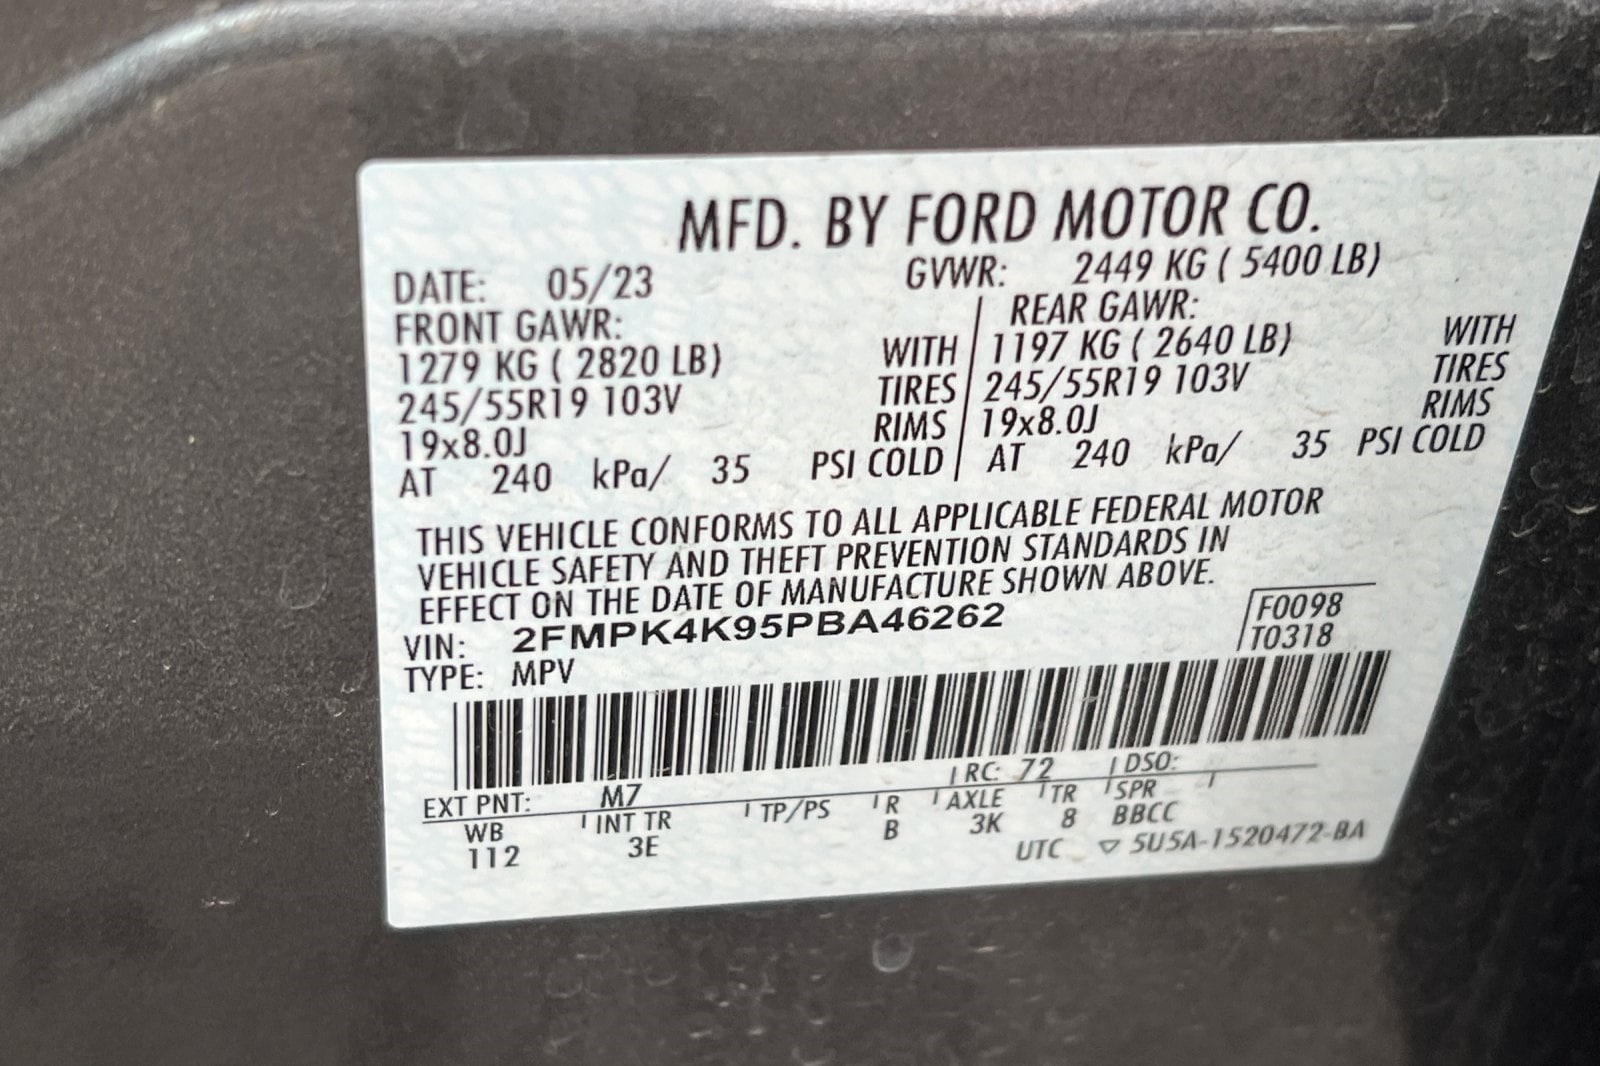 MFD. BY FORD MOTOR CO.
DATE: 05/23 GVWR: 2449 KG ( 5400 LB)
FRONT GAWR: REAR GAWR:
1279 KG ( 2820 LB) WITH 1197 KG ( 2640 LB) WITH
245/55R19 103V TIRES 245/55R19 103V TIRES
19x8.0J RIMS 19x8.0J RIMS
AT 240 kPa/ 35 PSI COLD AT 240 kPa/ 35 PSI COLD
THIS VEHICLE CONFORMS TO ALL APPLICABLE FEDERAL MOTOR
VEHICLE SAFETY AND THEFT PREVENTION STANDARDS IN
EFFECT ON THE DATE OF MANUFACTURE SHOWN ABOVE.
VIN: 2FMPK4K95PBA46262 F0098
TYPE: MPV T0318
EXT PNT: M7 RC: 72 DSO:
WB INT TR TP/PS R AXLE TR SPR
112 3E B 3K 8 BBCC
UTC ▽ 5U5A-1520472-BA